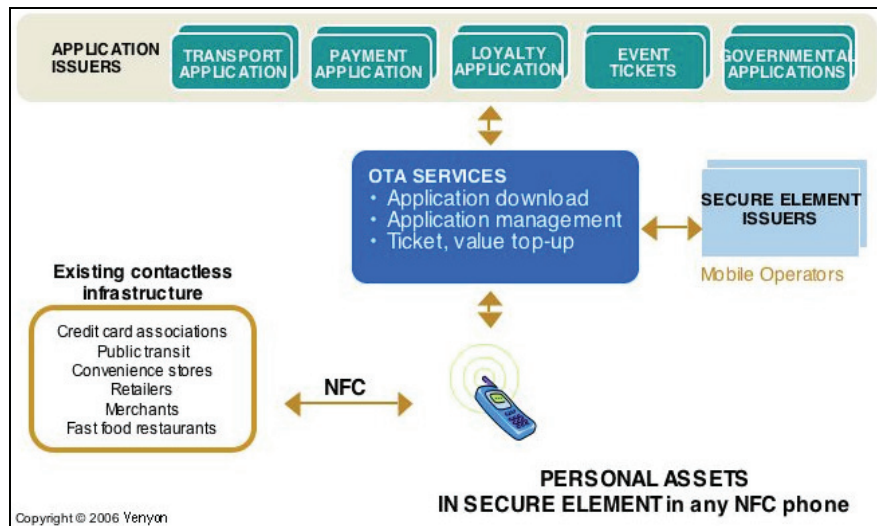 APPLICATION
ISSUERS
TRANSPORT
APPLICATION
PAYMENT
APPLICATION
LOYALTY
APPLICATION
EVENT
TICKETS
GOVERNMENTAL
APPLICATIONS
OTA SERVICES
• Application download
• Application management
• Ticket, value top-up
SECURE ELEMENT
ISSUERS
Mobile Operators
Existing contactless
infrastructure
Credit card associations
Public transit
Convenience stores
Retailers
Merchants
Fast food restaurants
NFC
PERSONAL ASSETS
IN SECURE ELEMENT in any NFC phone
Copyright © 2006 Venyon